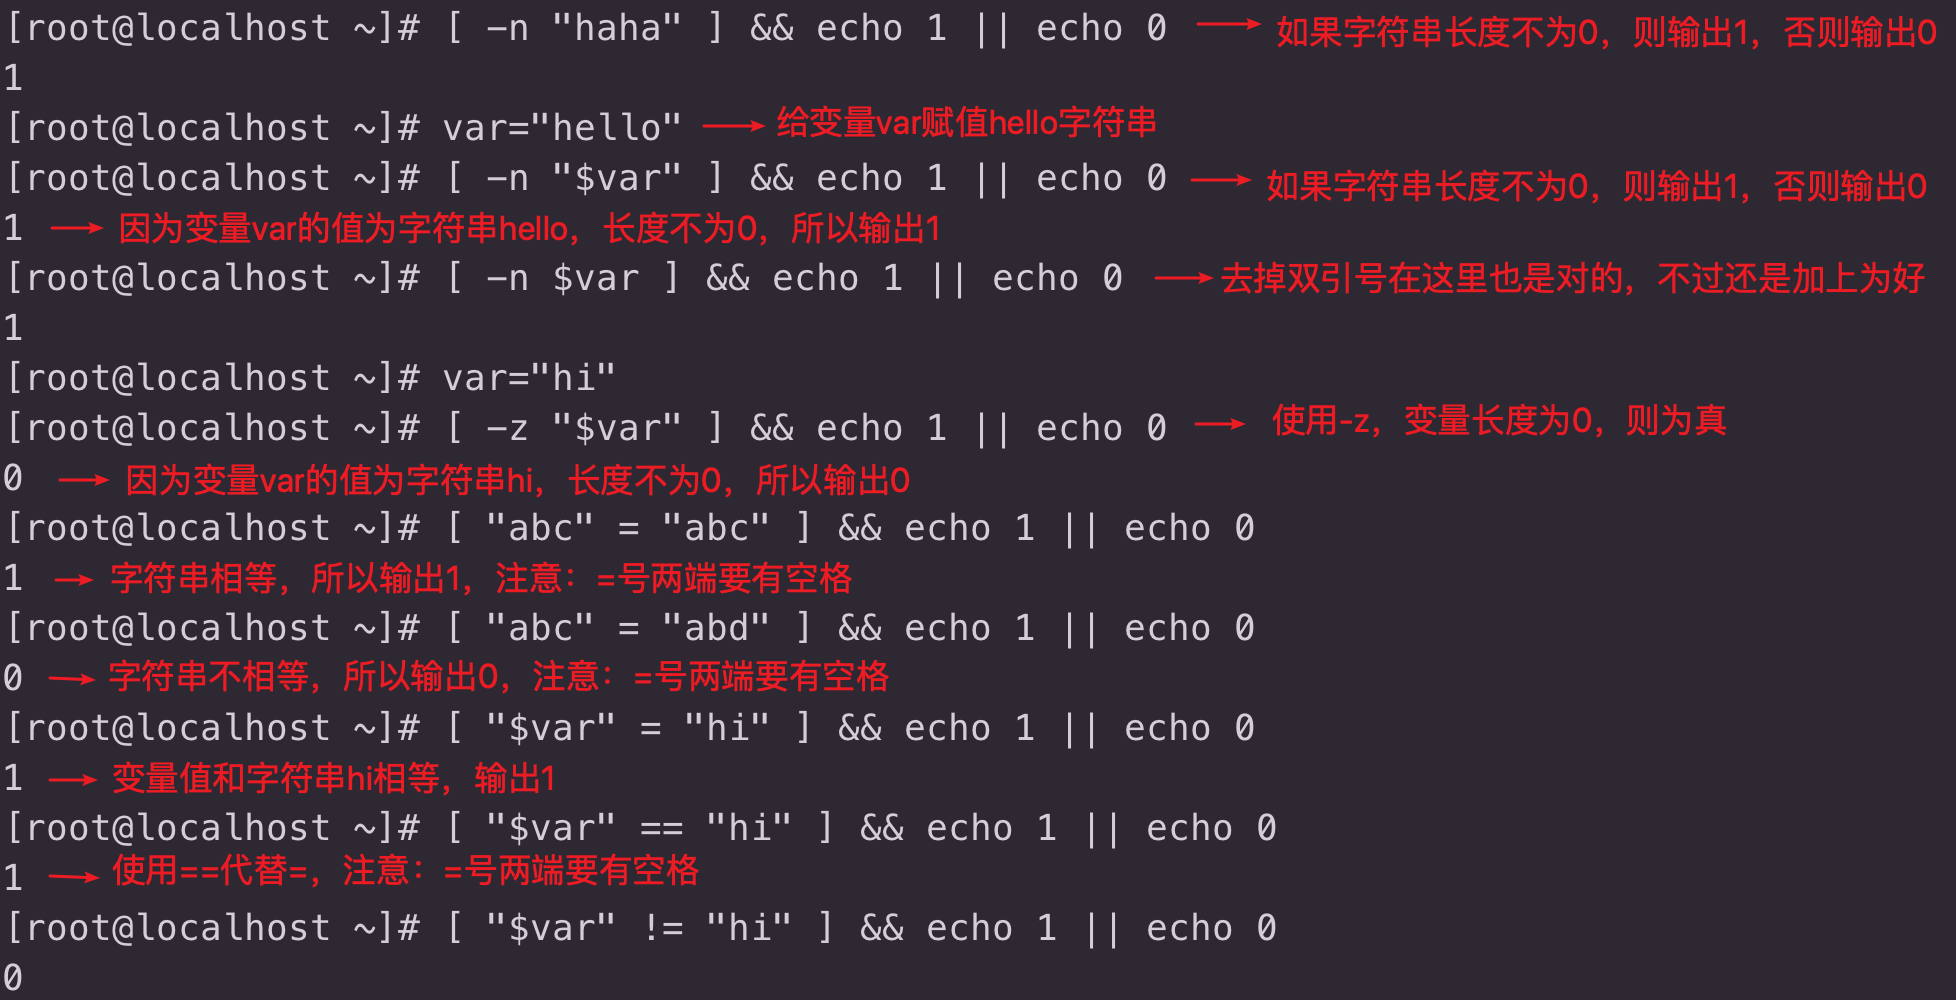 [root@localhost ~]# [ -n "haha" ] && echo 1 || echo 0 如果字符串长度不为0，则输出1，否则输出0
1
[root@localhost ~]# var="hello" 给变量var赋值hello字符串
[root@localhost ~]# [ -n "$var" ] && echo 1 || echo 0 如果字符串长度不为0，则输出1，否则输出0
1 因为变量var的值为字符串hello，长度不为0，所以输出1
[root@localhost ~]# [ -n $var ] && echo 1 || echo 0 去掉双引号在这里也是对的，不过还是加上为好
1
[root@localhost ~]# var="hi"
[root@localhost ~]# [ -z "$var" ] && echo 1 || echo 0 使用-z，变量长度为0，则为真
0 因为变量var的值为字符串hi，长度不为0，所以输出0
[root@localhost ~]# [ "abc" = "abc" ] && echo 1 || echo 0
1 字符串相等，所以输出1，注意：=号两端要有空格
[root@localhost ~]# [ "abc" = "abd" ] && echo 1 || echo 0
0 字符串不相等，所以输出0，注意：=号两端要有空格
[root@localhost ~]# [ "$var" = "hi" ] && echo 1 || echo 0
1 变量值和字符串hi相等，输出1
[root@localhost ~]# [ "$var" == "hi" ] && echo 1 || echo 0
1 使用==代替=，注意：=号两端要有空格
[root@localhost ~]# [ "$var" != "hi" ] && echo 1 || echo 0
0